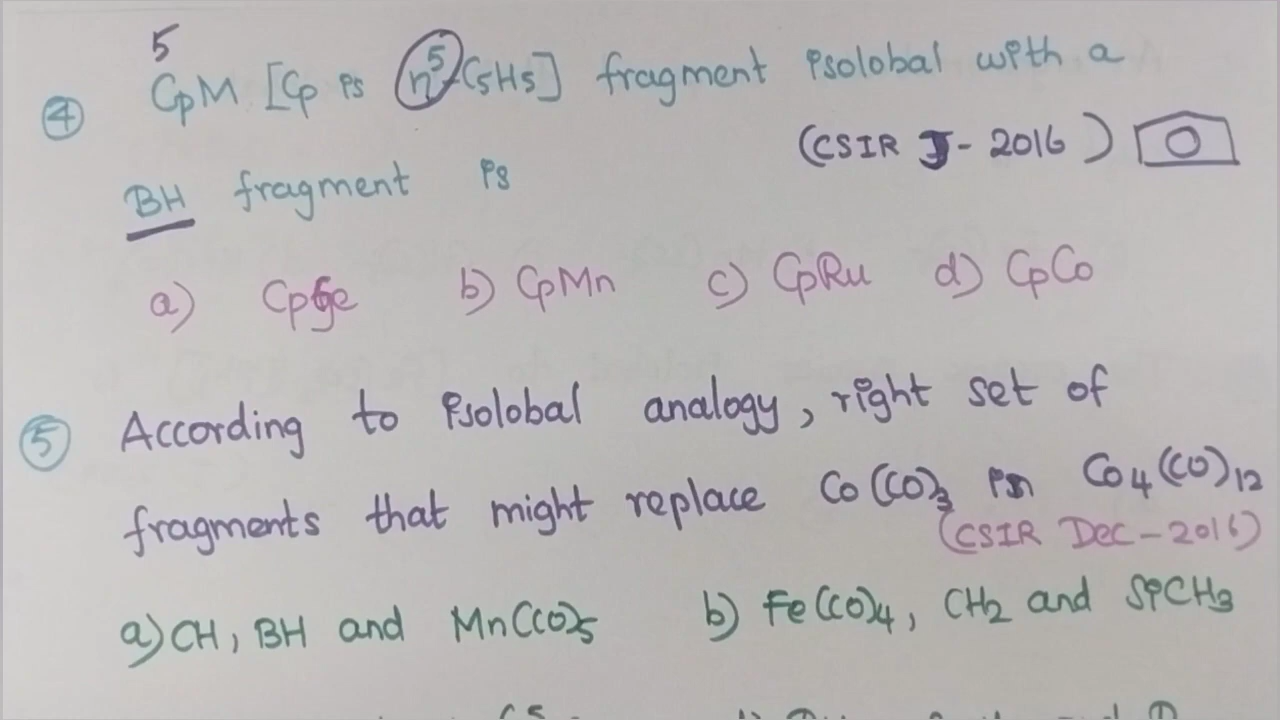 5
④ CpM [Cp is η⁵-C₅H₅] fragment isolobal with a
(CSIR J- 2016)
BH fragment is
a) CpGe b) CpMn c) CpRu d) CpCo
⑤ According to isolobal analogy, right set of
fragments that might replace Co(CO)₃ in Co₄(CO)₁₂
(CSIR Dec-2016)
a) CH, BH and Mn(CO)₅ b) Fe(CO)₄, CH₂ and SiCH₃